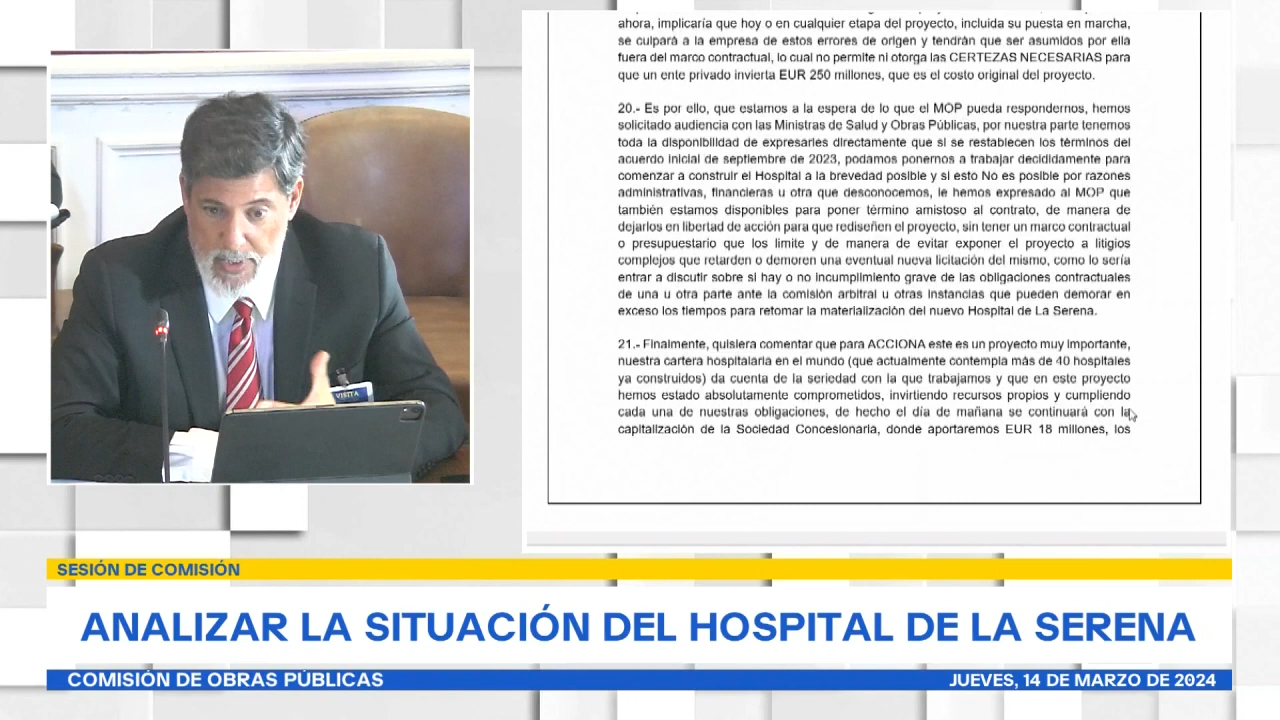 ahora, implicaría que hoy o en cualquier etapa del proyecto, incluida su puesta en marcha,
se culpará a la empresa de estos errores de origen y tendrán que ser asumidos por ella
fuera del marco contractual, lo cual no permite ni otorga las CERTEZAS NECESARIAS para
que un ente privado invierta EUR 250 millones, que es el costo original del proyecto.
20.- Es por ello, que estamos a la espera de lo que el MOP pueda respondernos, hemos
solicitado audiencia con las Ministras de Salud y Obras Públicas, por nuestra parte tenemos
toda la disponibilidad de expresarles directamente que si se restablecen los términos del
acuerdo inicial de septiembre de 2023, podamos ponernos a trabajar decididamente para
comenzar a construir el Hospital a la brevedad posible y si esto No es posible por razones
administrativas, financieras u otra que desconocemos, le hemos expresado al MOP que
también estamos disponibles para poner término amistoso al contrato, de manera de
dejarlos en libertad de acción para que rediseñen el proyecto, sin tener un marco contractual
o presupuestario que los limite y de manera de evitar exponer el proyecto a litigios
complejos que retarden o demoren una eventual nueva licitación del mismo, como lo sería
entrar a discutir sobre si hay o no incumplimiento grave de las obligaciones contractuales
de una u otra parte ante la comisión arbitral u otras instancias que pueden demorar en
exceso los tiempos para retomar la materialización del nuevo Hospital de La Serena.
21.- Finalmente, quisiera comentar que para ACCIONA este es un proyecto muy importante,
nuestra cartera hospitalaria en el mundo (que actualmente contempla más de 40 hospitales
ya construidos) da cuenta de la seriedad con la que trabajamos y que en este proyecto
hemos estado absolutamente comprometidos, invirtiendo recursos propios y cumpliendo
cada una de nuestras obligaciones, de hecho el día de mañana se continuará con la
capitalización de la Sociedad Concesionaria, donde aportaremos EUR 18 millones, los
VISITA
SESIÓN DE COMISIÓN
ANALIZAR LA SITUACIÓN DEL HOSPITAL DE LA SERENA
COMISIÓN DE OBRAS PÚBLICAS
JUEVES, 14 DE MARZO DE 2024